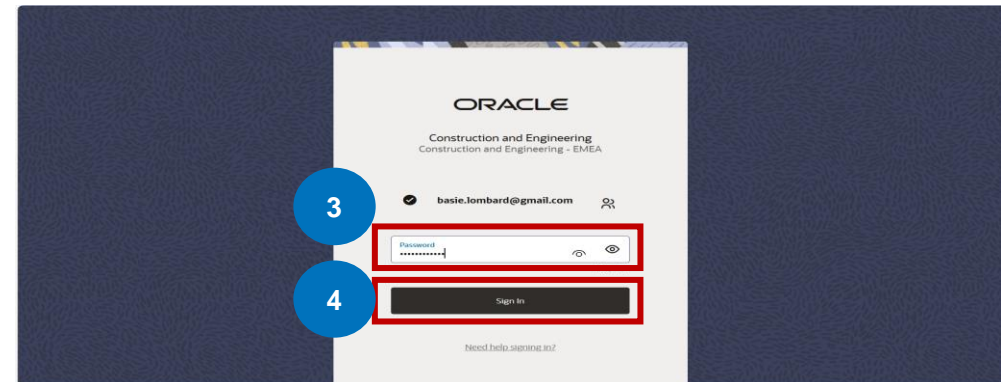 ORACLE
Construction and Engineering
Construction and Engineering - EMEA
3
basie.lombard@gmail.com
Password
••••••••••••
4
Sign In
Need help signing in?